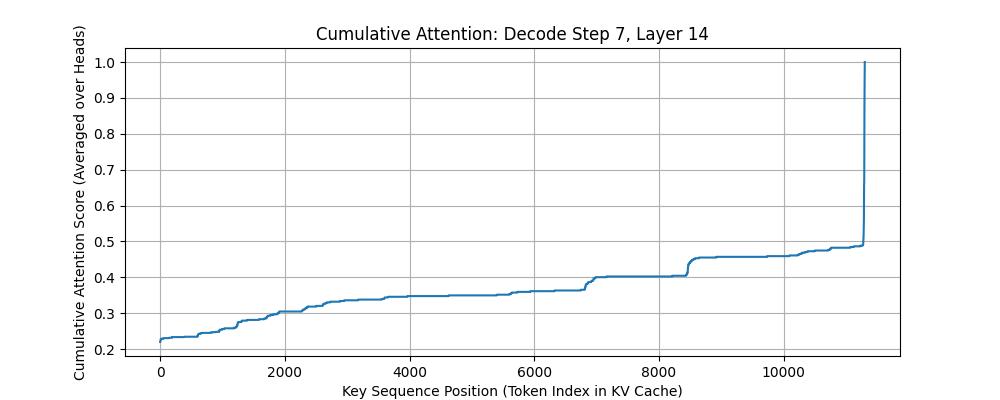 Cumulative Attention: Decode Step 7, Layer 14
Cumulative Attention Score (Averaged over Heads)
1.0
0.9
0.8
0.7
0.6
0.5
0.4
0.3
0.2
0 2000 4000 6000 8000 10000
Key Sequence Position (Token Index in KV Cache)